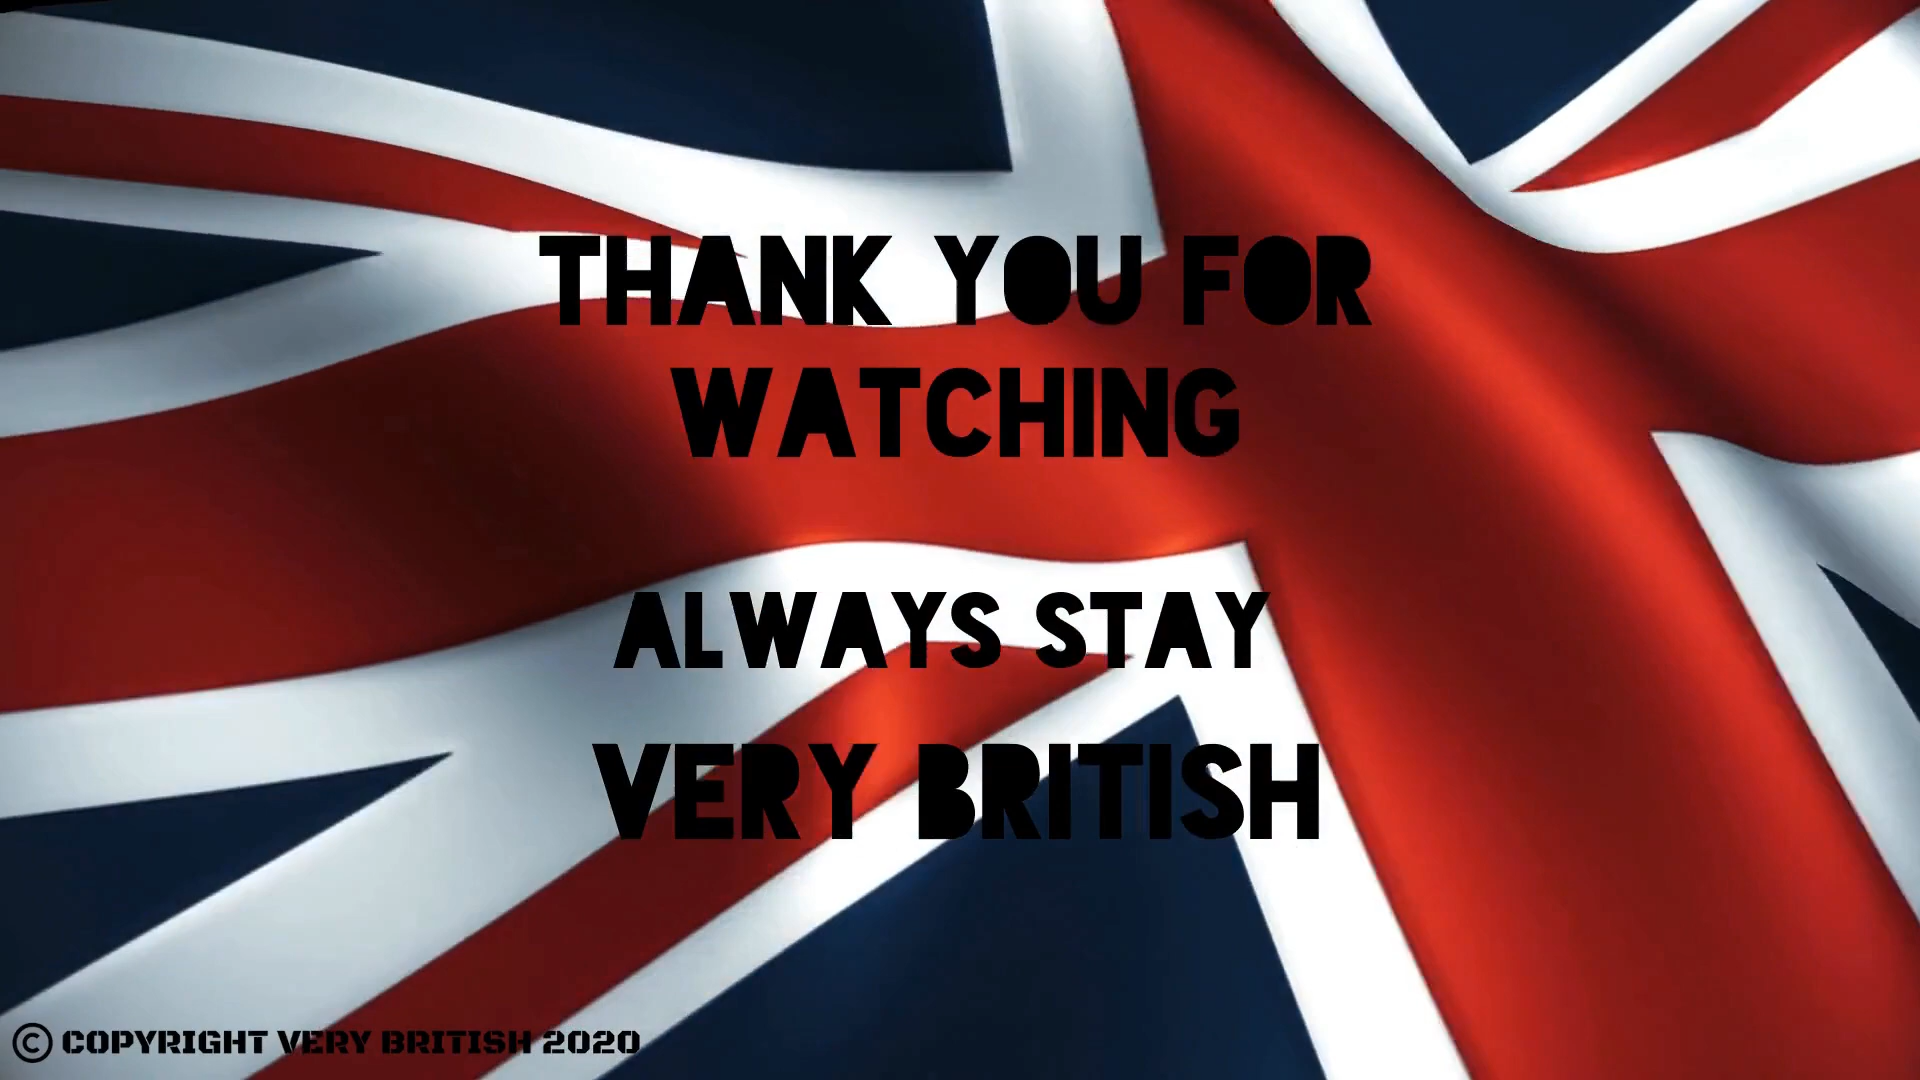 THANK YOU FOR
WATCHING
ALWAYS STAY
VERY BRITISH
© COPYRIGHT VERY BRITISH 2020